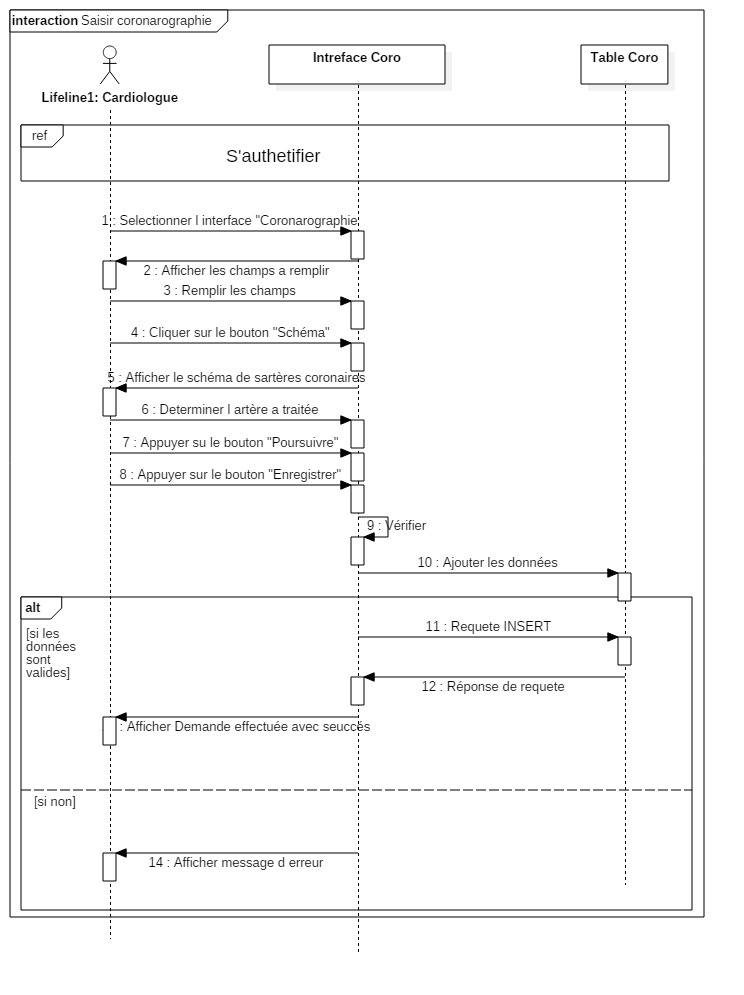 interaction Saisir coronarographie
Intreface Coro
Table Coro
Lifeline1: Cardiologue
ref
S'authetifier
1 : Selectionner l interface "Coronarographie
2 : Afficher les champs a remplir
3 : Remplir les champs
4 : Cliquer sur le bouton "Schéma"
5 : Afficher le schéma de sartères coronaires
6 : Determiner l artère a traitée
7 : Appuyer su le bouton "Poursuivre"
8 : Appuyer sur le bouton "Enregistrer"
9 : Vérifier
10 : Ajouter les données
alt
[si les
données
sont
valides]
11 : Requete INSERT
12 : Réponse de requete
: Afficher Demande effectuée avec seuccés
[si non]
14 : Afficher message d erreur